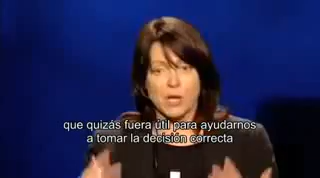 que quizás fuera útil para ayudarnos
a tomar la decisión correcta